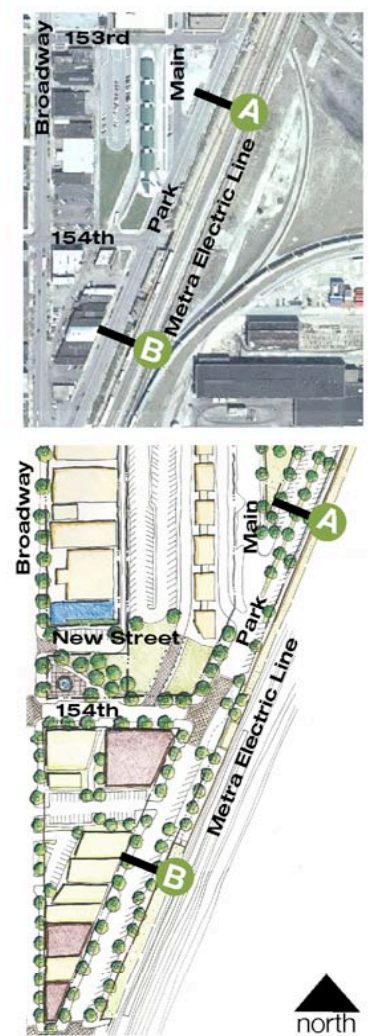 153rd
Broadway
Main
A
Park
Metra Electric Line
154th
B
Broadway
Main
A
New Street
Park
154th
Metra Electric Line
B
north